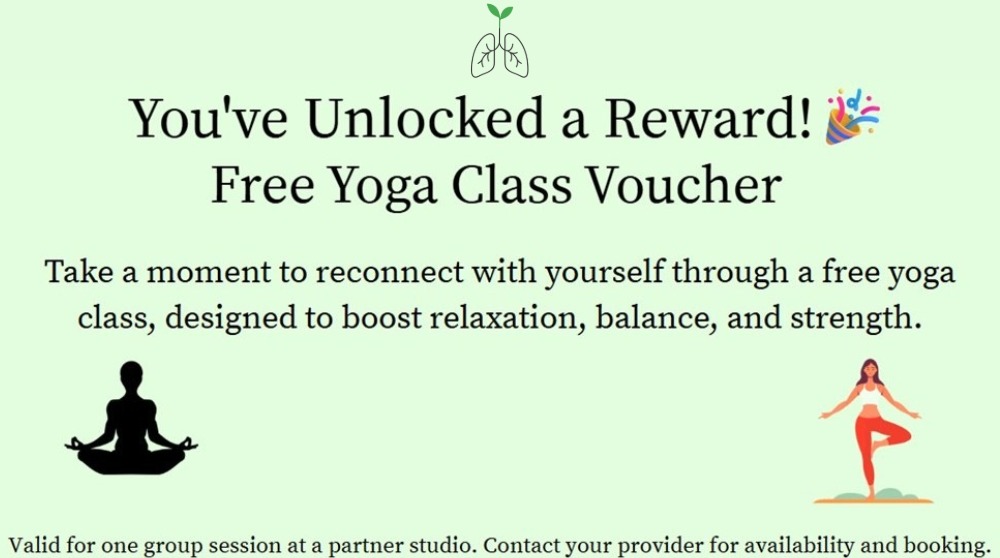 You've Unlocked a Reward! 🎉
Free Yoga Class Voucher
Take a moment to reconnect with yourself through a free yoga
class, designed to boost relaxation, balance, and strength.
Valid for one group session at a partner studio. Contact your provider for availability and booking.